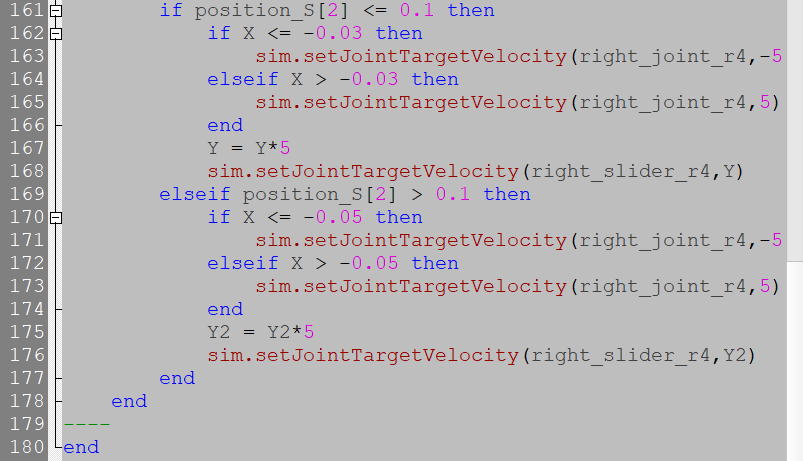 161 if position_S[2] <= 0.1 then
162 if X <= -0.03 then
163 sim.setJointTargetVelocity(right_joint_r4,-5
164 elseif X > -0.03 then
165 sim.setJointTargetVelocity(right_joint_r4,5)
166 end
167 Y = Y*5
168 sim.setJointTargetVelocity(right_slider_r4,Y)
169 elseif position_S[2] > 0.1 then
170 if X <= -0.05 then
171 sim.setJointTargetVelocity(right_joint_r4,-5
172 elseif X > -0.05 then
173 sim.setJointTargetVelocity(right_joint_r4,5)
174 end
175 Y2 = Y2*5
176 sim.setJointTargetVelocity(right_slider_r4,Y2)
177 end
178 end
179 ----
180 end